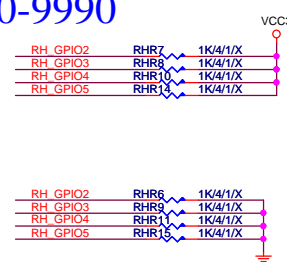 0-9990
VCC3
RH_GPIO2 RHR7 1K/4/1/X
RH_GPIO3 RHR8 1K/4/1/X
RH_GPIO4 RHR10 1K/4/1/X
RH_GPIO5 RHR14 1K/4/1/X
RH_GPIO2 RHR6 1K/4/1/X
RH_GPIO3 RHR9 1K/4/1/X
RH_GPIO4 RHR11 1K/4/1/X
RH_GPIO5 RHR15 1K/4/1/X